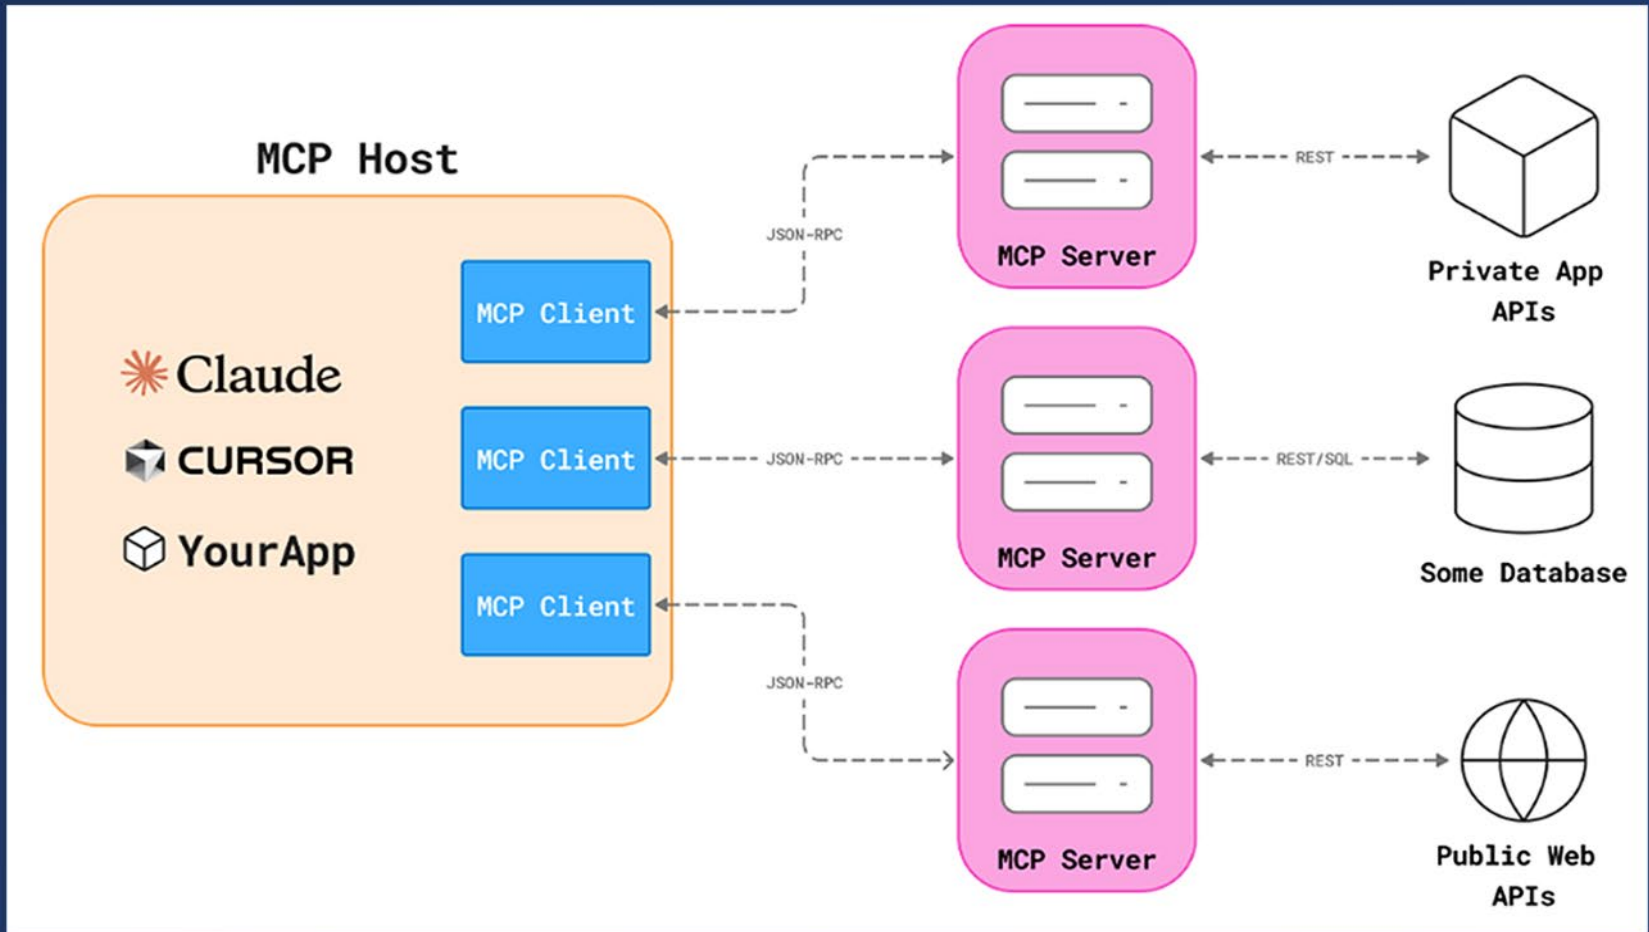 MCP Host
Claude
CURSOR
YourApp
MCP Client
MCP Client
MCP Client
JSON-RPC
JSON-RPC
JSON-RPC
MCP Server
REST
Private App
APIs
MCP Server
REST/SQL
Some Database
MCP Server
REST
Public Web
APIs